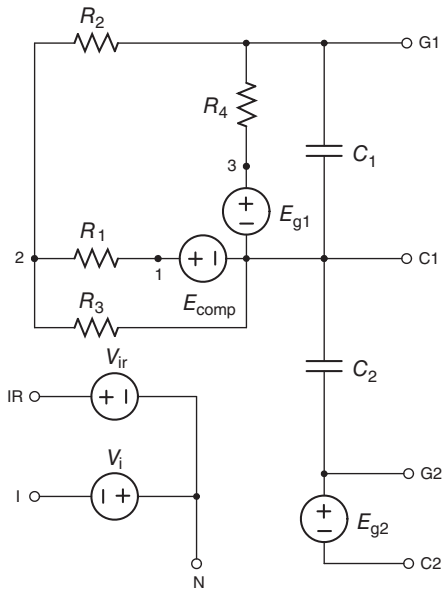 R2
G1
R4
3
C1
+
−
Eg1
R1
2
1
+ −
C1
Ecomp
R3
Vir
C2
IR
+ −
Vi
G2
I
− +
+
−
Eg2
C2
N